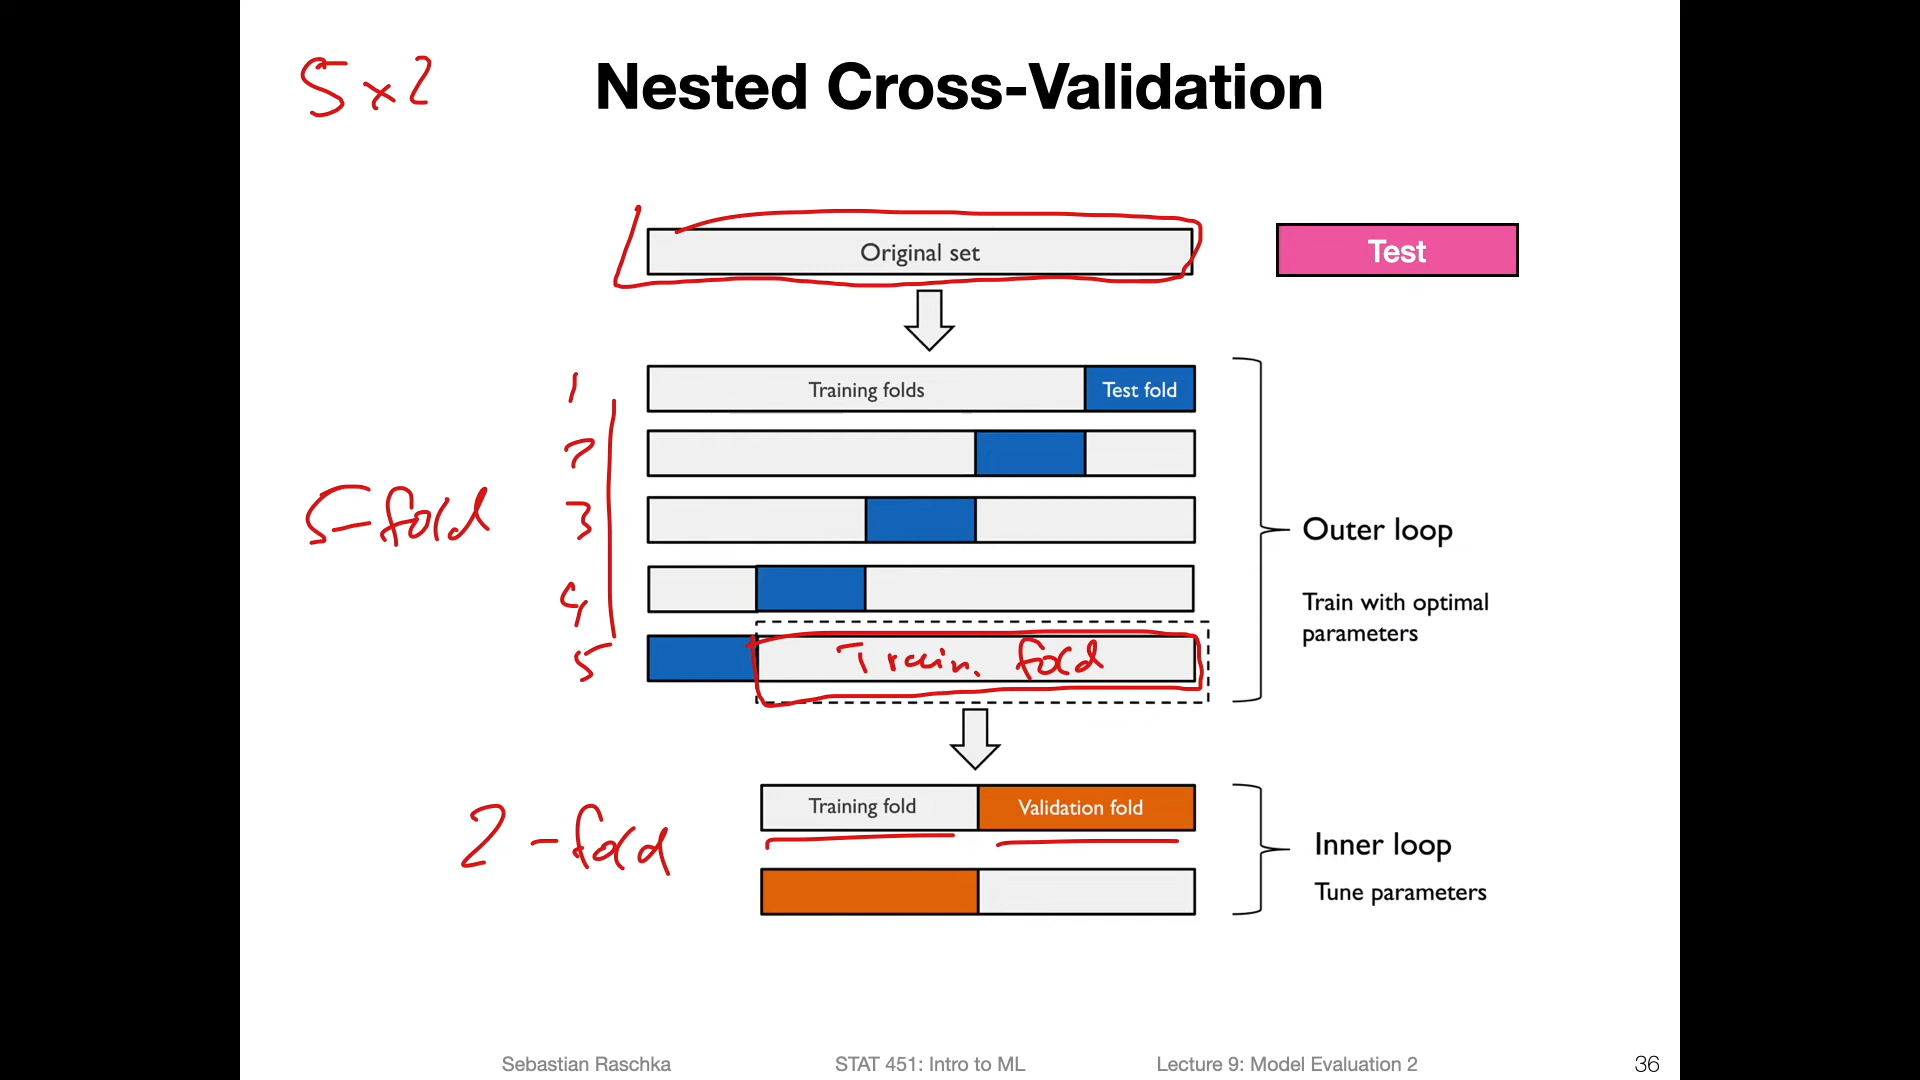 5x2
Nested Cross-Validation
Original set
Test
1
Training folds
Test fold
2
5-fold
3
Outer loop
4
Train with optimal
parameters
5
Train. fold
Training fold
Validation fold
2-fold
Inner loop
Tune parameters
Sebastian Raschka
STAT 451: Intro to ML
Lecture 9: Model Evaluation 2
36